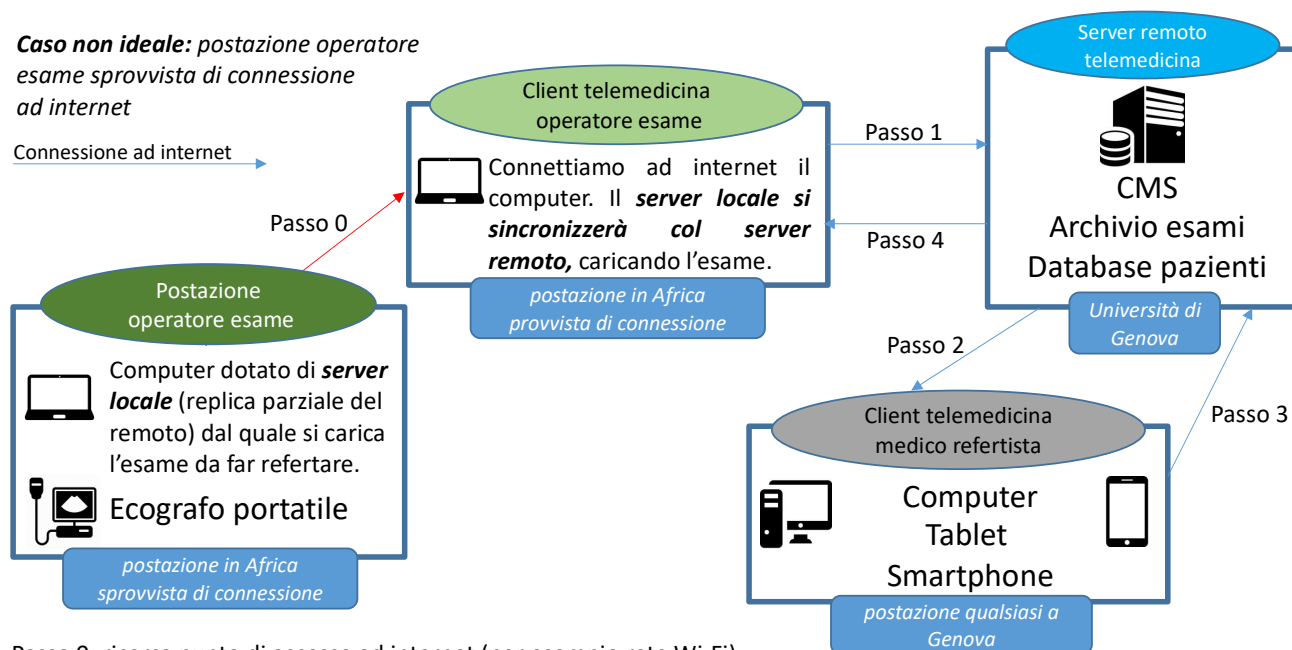 Caso non ideale: postazione operatore
esame sprovvista di connessione
ad internet
Connessione ad internet
Passo 0
Postazione
operatore esame
Computer dotato di server
locale (replica parziale del
remoto) dal quale si carica
l'esame da far refertare.
Ecografo portatile
postazione in Africa
sprovvista di connessione
Client telemedicina
operatore esame
Connettiamo ad internet il
computer. Il server locale si
sincronizzerà col server
remoto, caricando l'esame.
postazione in Africa
provvista di connessione
Passo 1
Passo 4
Server remoto
telemedicina
CMS
Archivio esami
Database pazienti
Università di
Genova
Passo 2
Passo 3
Client telemedicina
medico refertista
Computer
Tablet
Smartphone
postazione qualsiasi a
Genova